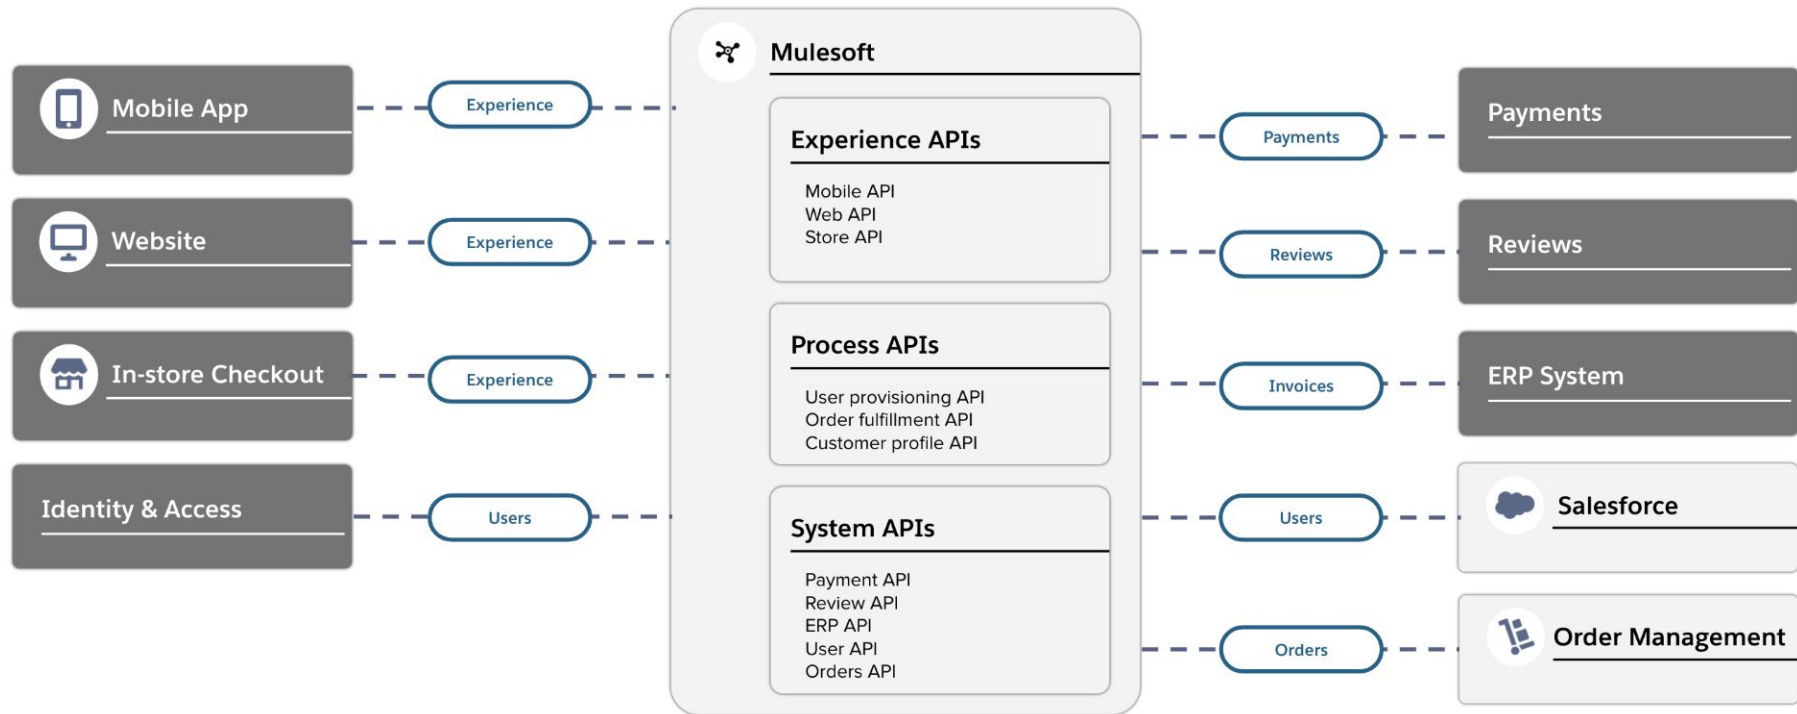 Mobile App
Experience
Website
Experience
In-store Checkout
Experience
Identity & Access
Users
Mulesoft
Experience APIs
Mobile API
Web API
Store API
Process APIs
User provisioning API
Order fulfillment API
Customer profile API
System APIs
Payment API
Review API
ERP API
User API
Orders API
Payments
Payments
Reviews
Reviews
Invoices
ERP System
Users
Salesforce
Orders
Order Management